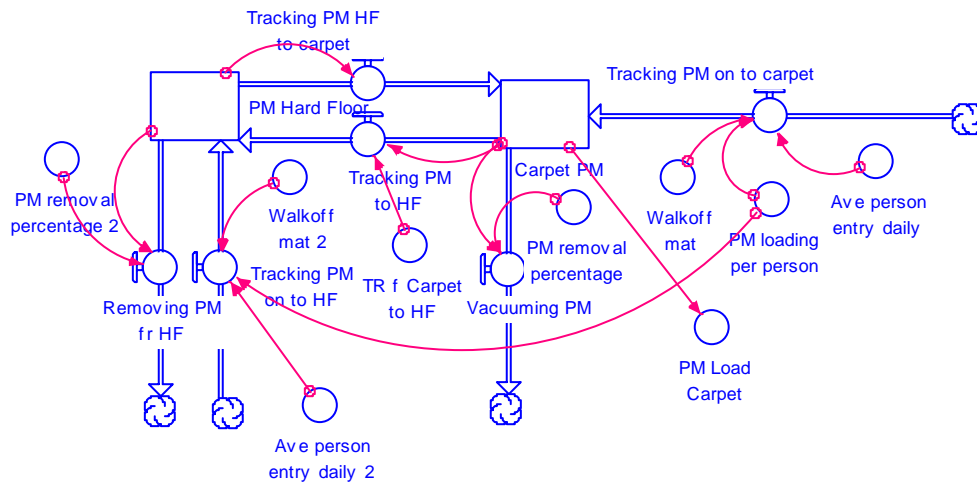 Tracking PM HF
to carpet
Tracking PM on to carpet
PM Hard Floor
Tracking PM
to HF
Carpet PM
PM removal
percentage 2
Walkoff
mat 2
Walkoff
mat
PM loading
per person
Ave person
entry daily
PM removal
percentage
Tracking PM
on to HF
TR f Carpet
to HF
Removing PM
fr HF
Vacuuming PM
PM Load
Carpet
Ave person
entry daily 2